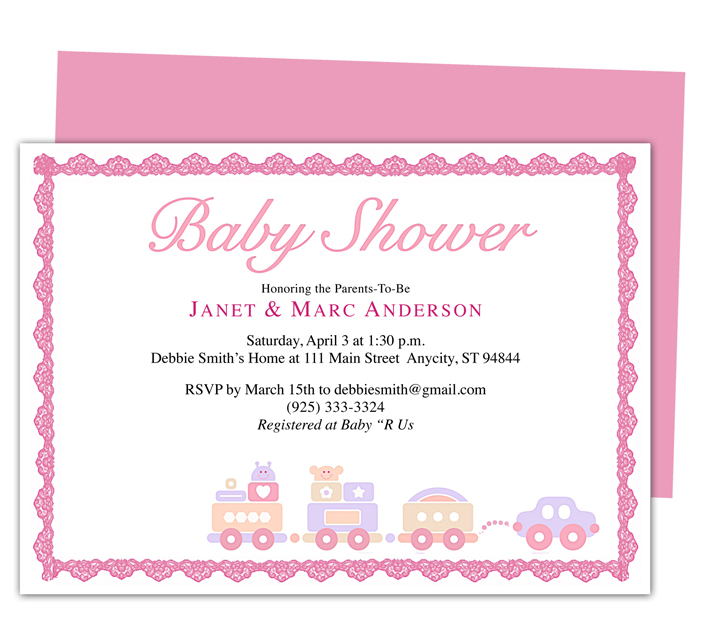 Baby Shower
Honoring the Parents-To-Be
JANET & MARC ANDERSON
Saturday, April 3 at 1:30 p.m.
Debbie Smith’s Home at 111 Main Street Anycity, ST 94844
RSVP by March 15th to debbiesmith@gmail.com
(925) 333-3324
Registered at Baby “R Us